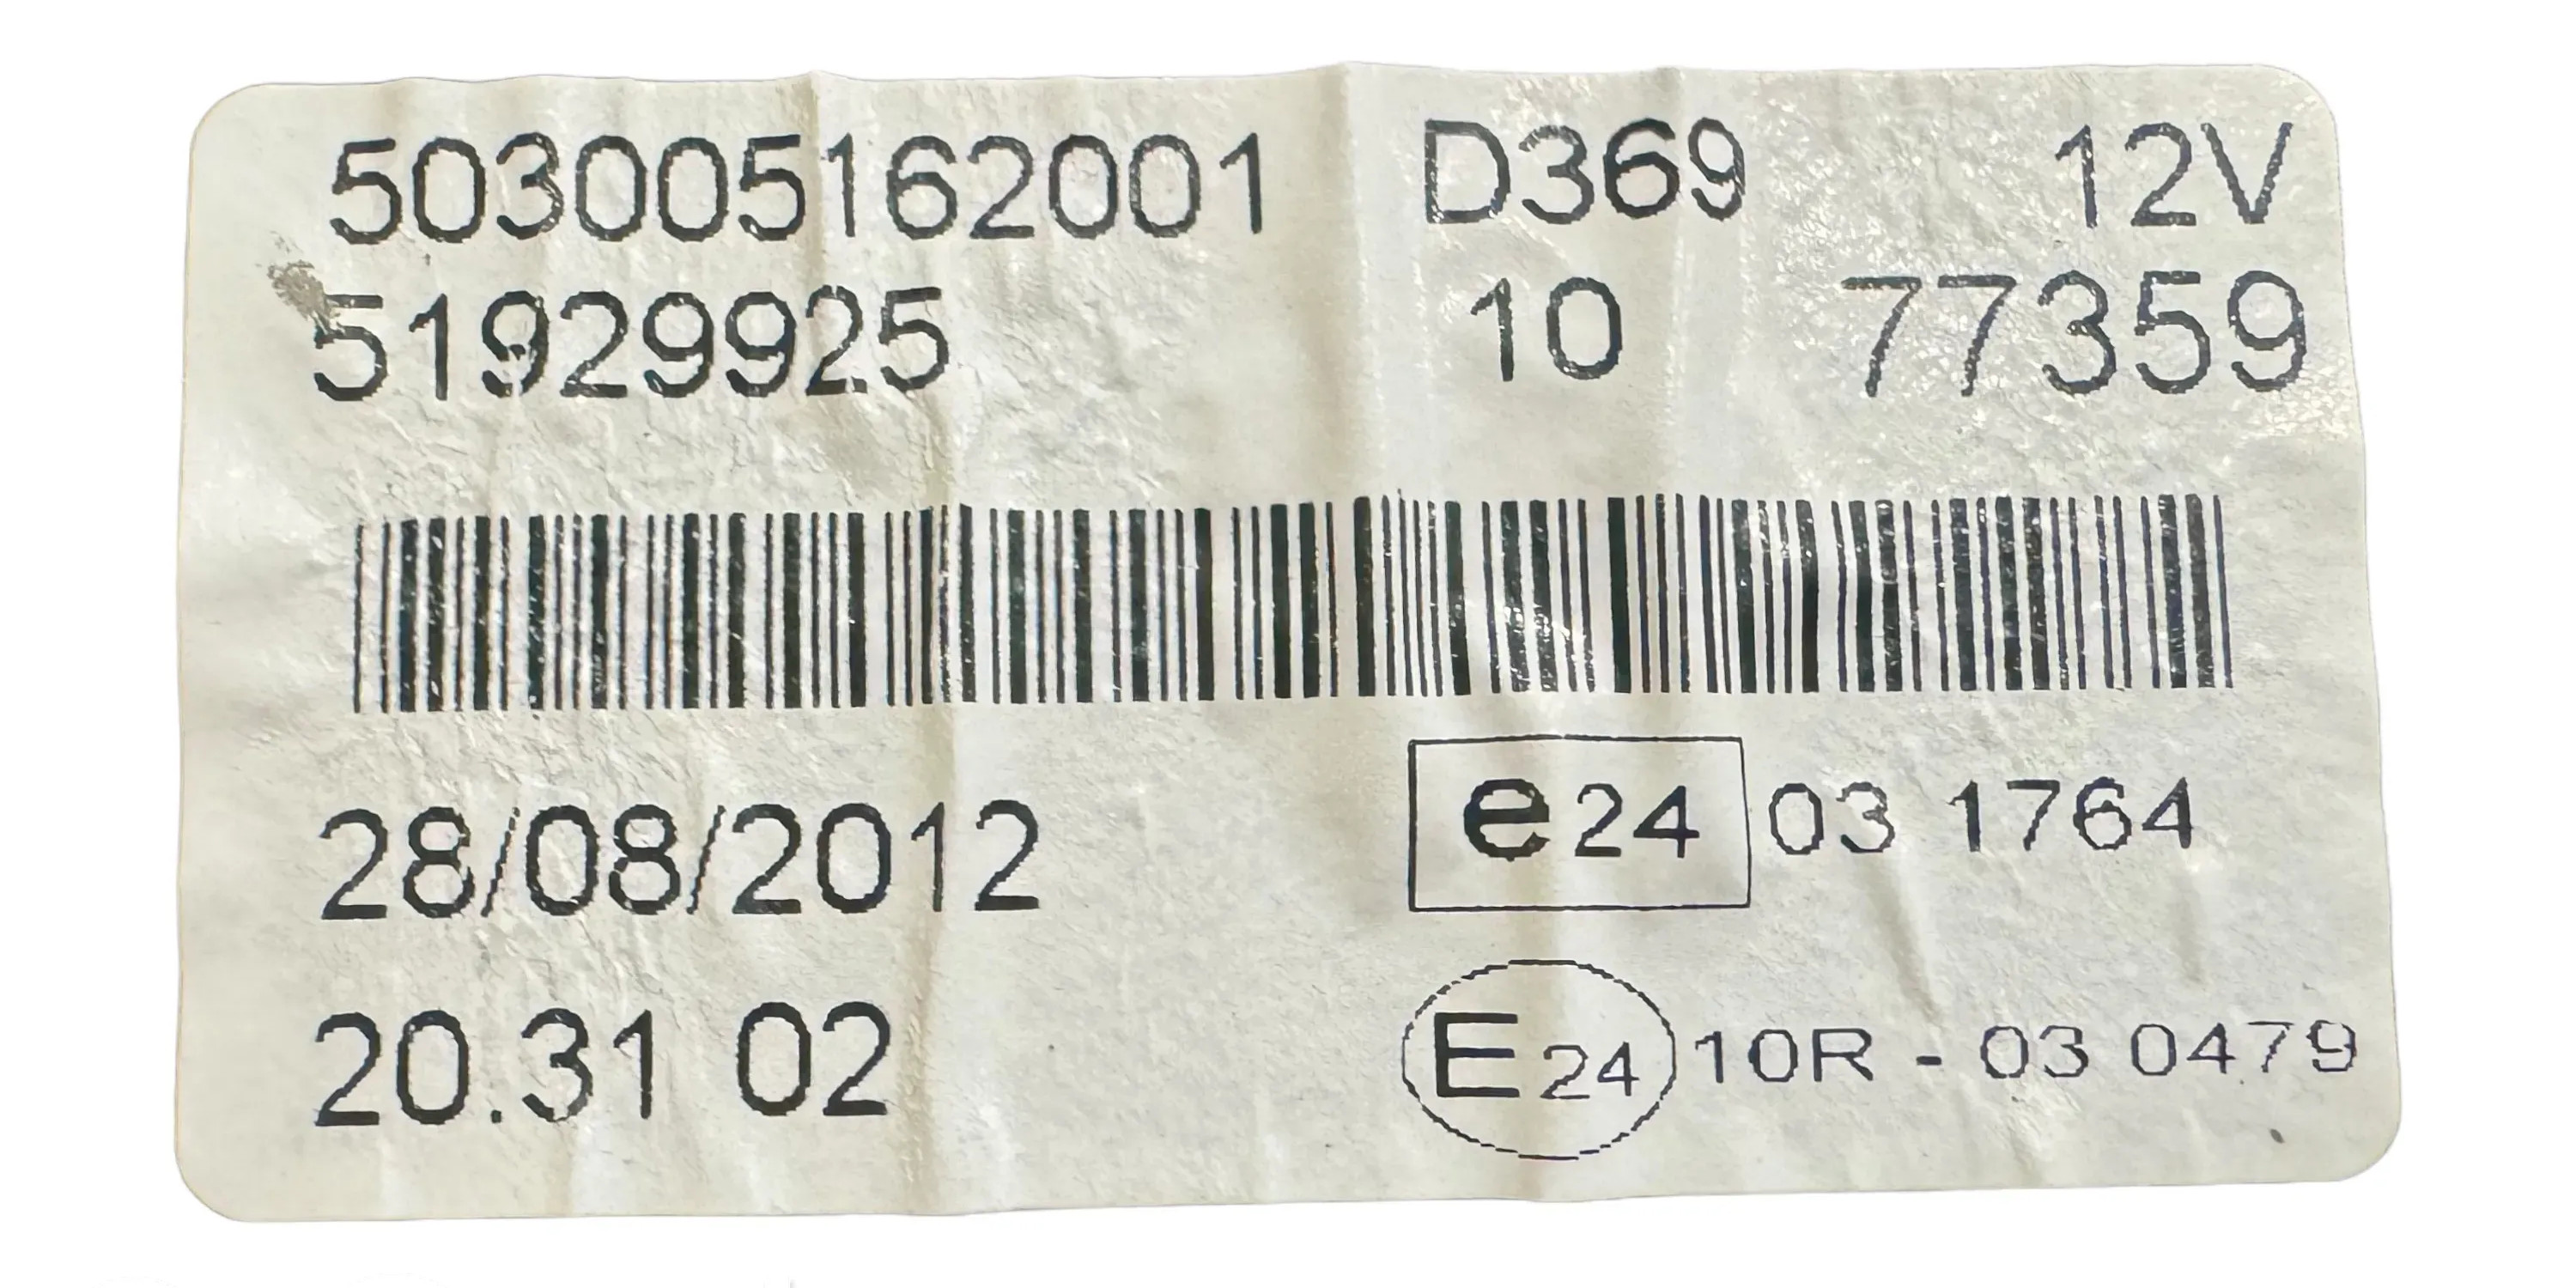 503005162001 D369 12V
51929925 10 77359
28/08/2012 e24 03 1764
20.31 02 E24 10R - 03 0479